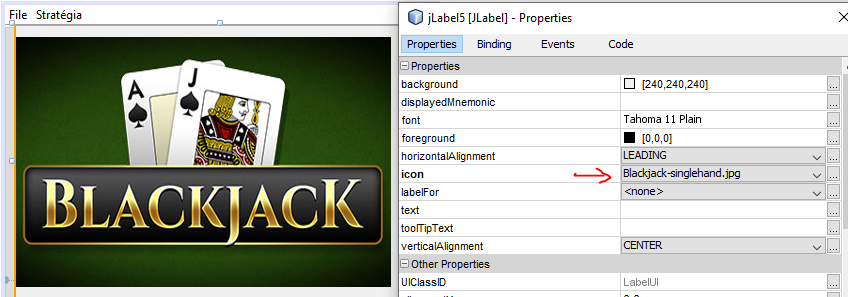 File Stratégia
A
J
BLACKJACK
jLabel5 [JLabel] - Properties
Properties Binding Events Code
Properties
background [240,240,240] ...
displayedMnemonic ...
font Tahoma 11 Plain ...
foreground [0,0,0] ...
horizontalAlignment LEADING ...
icon Blackjack-singlehand.jpg ...
labelFor <none> ...
text ...
toolTipText ...
verticalAlignment CENTER ...
Other Properties
UIClassID LabelUI ...